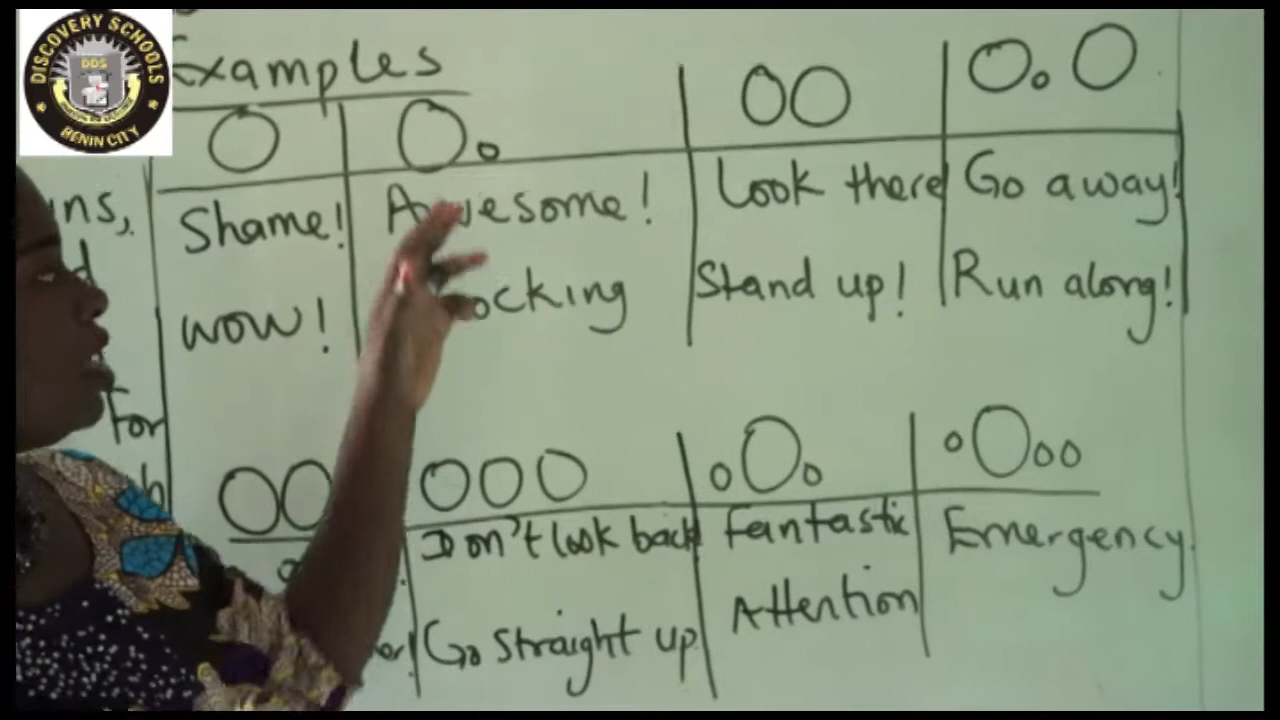 DISCOVERY SCHOOLS
DDS
BENIN CITY
Examples
Shame!
Awesome!
Look there
Go away!
wow!
Stand up!
Run along!
For
Don't look back
Fantastic
Emergency
Attention
Go straight up